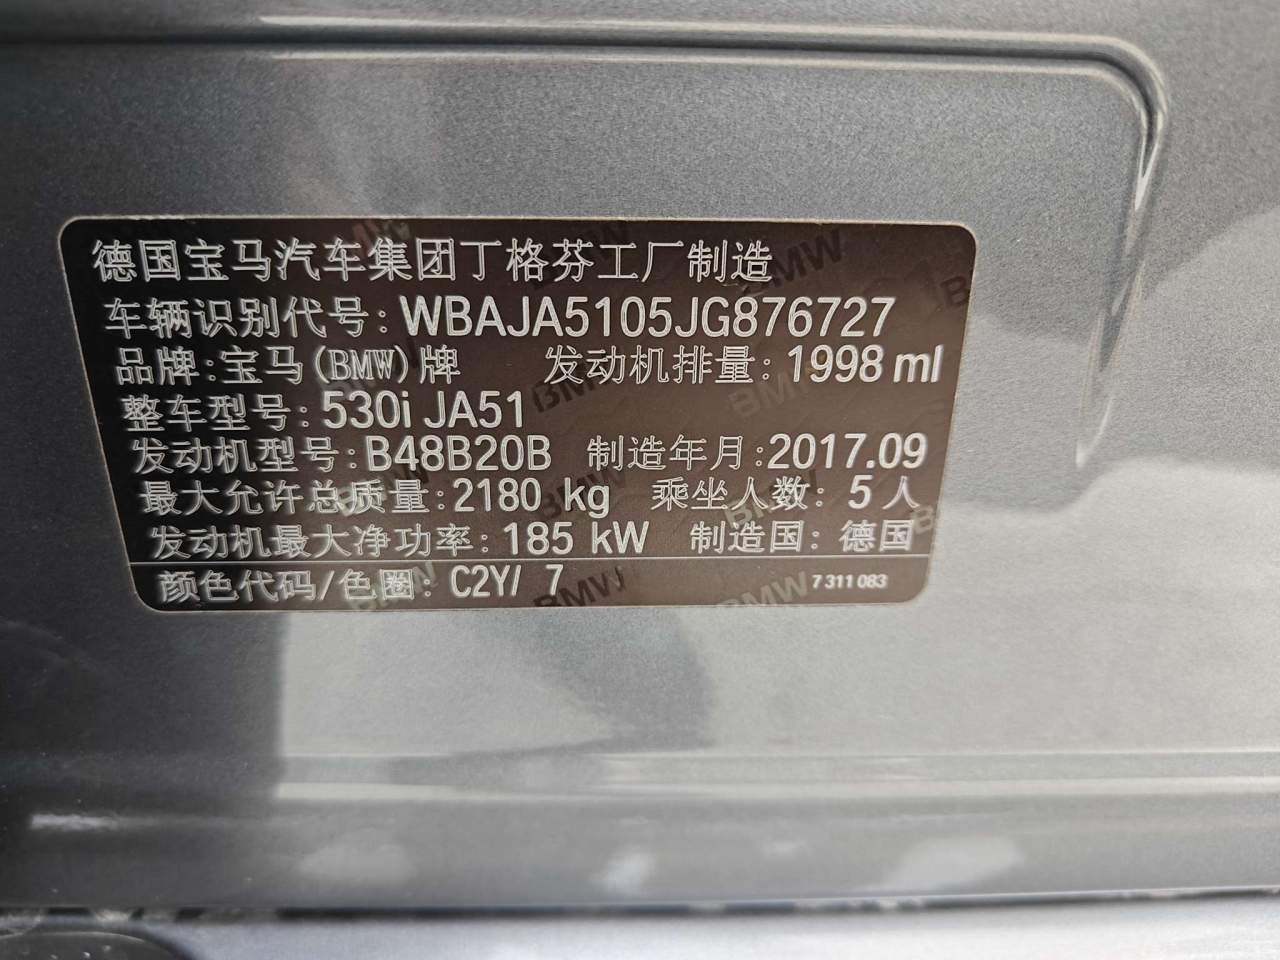 德国宝马汽车集团丁格芬工厂制造
车辆识别代号: WBAJA5105JG876727
品牌:宝马(BMW)牌 发动机排量: 1998 ml
整车型号: 530i JA51
发动机型号: B48B20B 制造年月: 2017.09
最大允许总质量: 2180 kg 乘坐人数: 5人
发动机最大净功率: 185 kW 制造国: 德国
颜色代码/色圈: C2Y/ 7 7 311 083